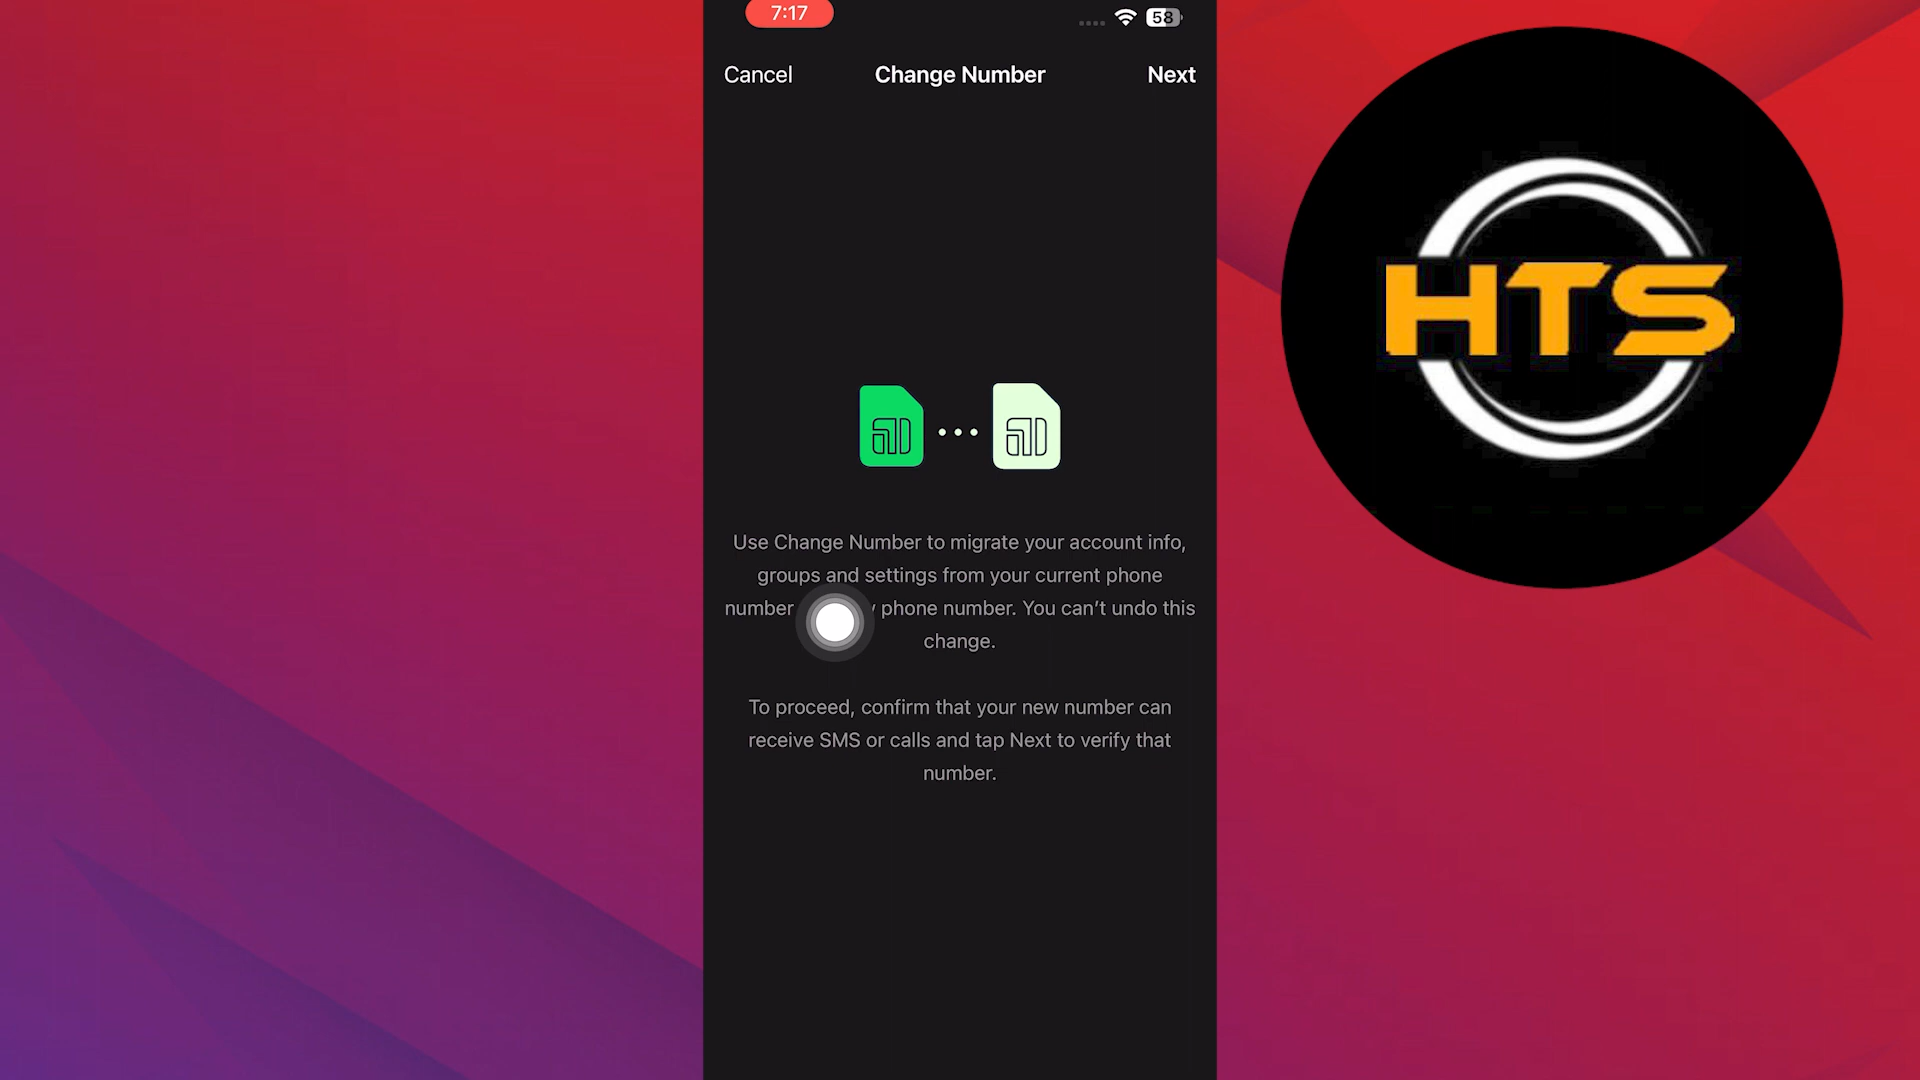 7:17
58
Cancel
Change Number
Next
HTS
Use Change Number to migrate your account info,
groups and settings from your current phone
number phone number. You can’t undo this
change.
To proceed, confirm that your new number can
receive SMS or calls and tap Next to verify that
number.